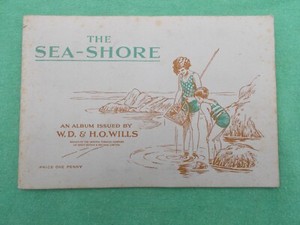 THE
SEA-SHORE
AN ALBUM ISSUED BY
W.D. & H.O. WILLS
PRICE ONE PENNY